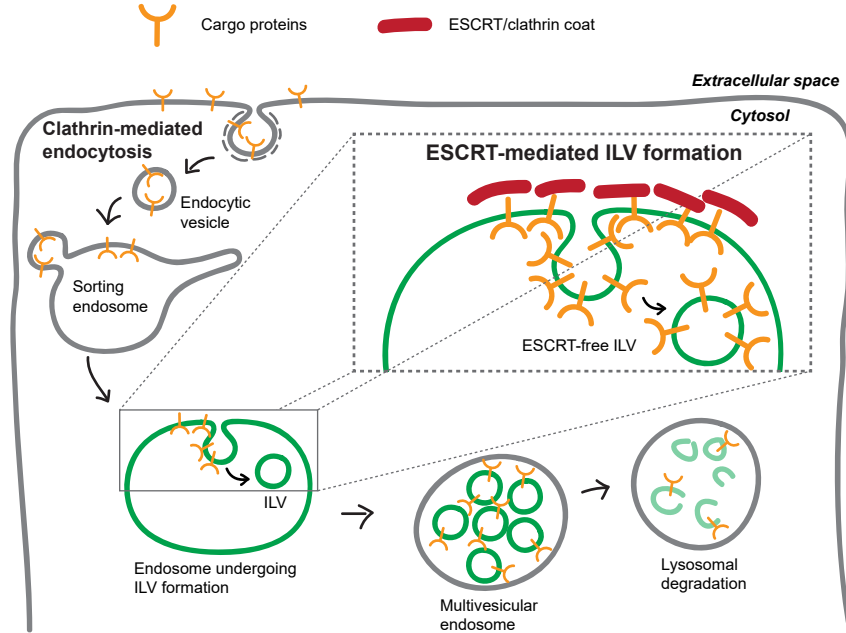 Cargo proteins
ESCRT/clathrin coat
Extracellular space
Cytosol
Clathrin-mediated
endocytosis
ESCRT-mediated ILV formation
Endocytic
vesicle
Sorting
endosome
ESCRT-free ILV
ILV
Endosome undergoing
ILV formation
Multivesicular
endosome
Lysosomal
degradation